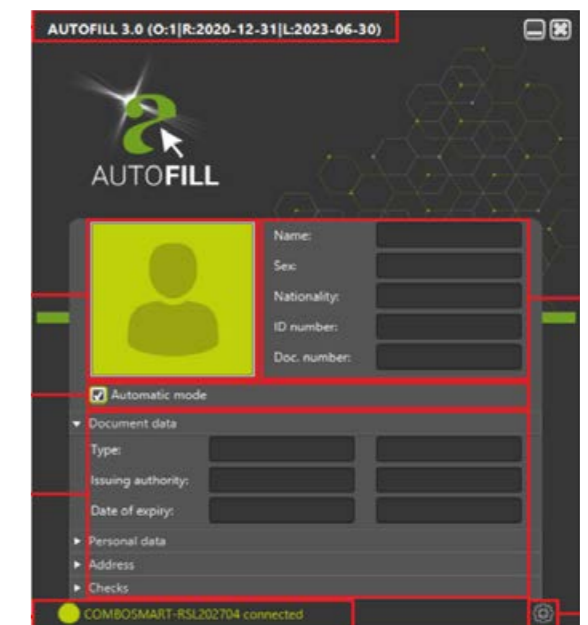 AUTOFILL 3.0 (O:1|R:2020-12-31|L:2023-06-30)
AUTOFILL
Name:
Sex:
Nationality:
ID number:
Doc. number:
Automatic mode
Document data
Type:
Issuing authority:
Date of expiry:
Personal data
Address
Checks
COMBOSMART-RSL202704 connected